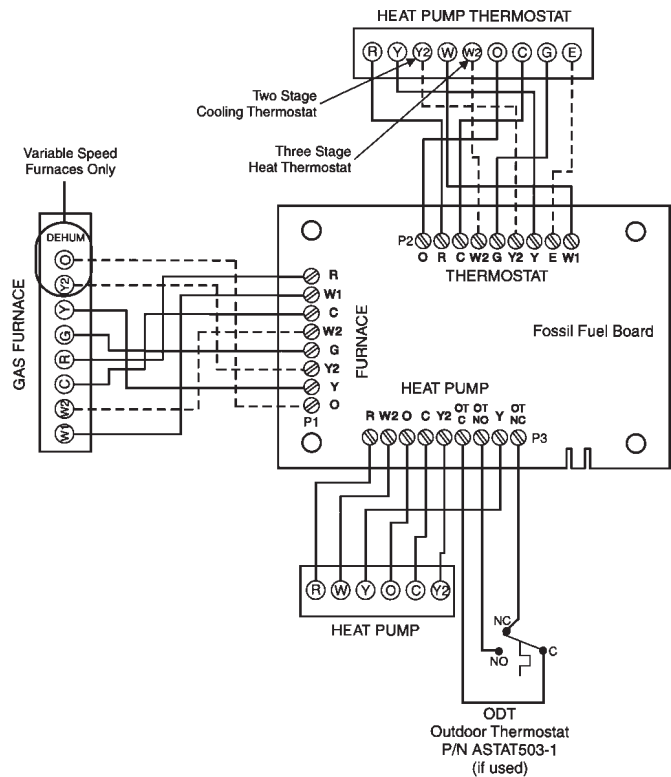 HEAT PUMP THERMOSTAT
R Y Y2 W W2 O C G E
Two Stage
Cooling Thermostat
Three Stage
Heat Thermostat
Variable Speed
Furnaces Only
DEHUM
O
Y2
Y
G
R
C
W2
W1
GAS FURNACE
P2
O R C W2 G Y2 Y E W1
THERMOSTAT
R
W1
C
W2
G
Y2
Y
O
P1
FURNACE
Fossil Fuel Board
HEAT PUMP
R W2 O C Y2 OT C OT NO Y OT NC
P3
R W Y O C Y2
HEAT PUMP
NC
NO
C
ODT
Outdoor Thermostat
P/N ASTAT503-1
(if used)